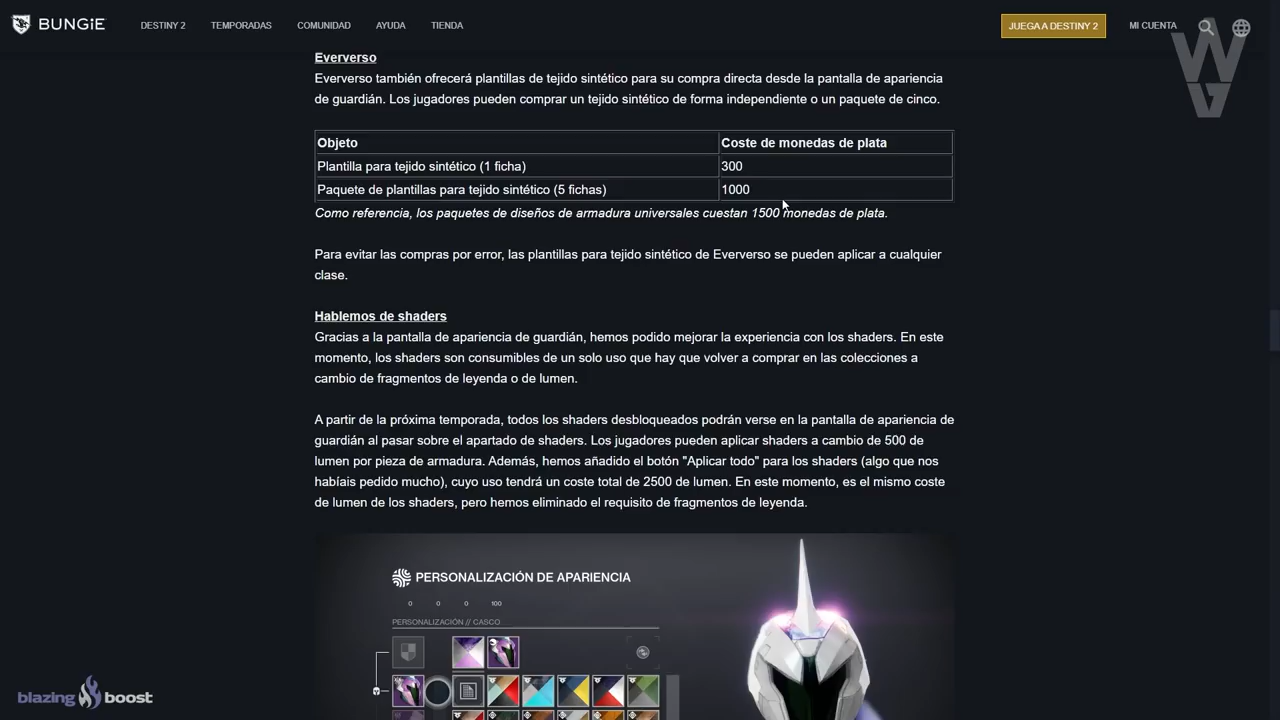 BUNGiE
DESTINY 2
TEMPORADAS
COMUNIDAD
AYUDA
TIENDA
JUEGA A DESTINY 2
MI CUENTA
Eververso
Eververso también ofrecerá plantillas de tejido sintético para su compra directa desde la pantalla de apariencia
de guardián. Los jugadores pueden comprar un tejido sintético de forma independiente o un paquete de cinco.
Objeto
Coste de monedas de plata
Plantilla para tejido sintético (1 ficha)
300
Paquete de plantillas para tejido sintético (5 fichas)
1000
Como referencia, los paquetes de diseños de armadura universales cuestan 1500 monedas de plata.
Para evitar las compras por error, las plantillas para tejido sintético de Eververso se pueden aplicar a cualquier
clase.
Hablemos de shaders
Gracias a la pantalla de apariencia de guardián, hemos podido mejorar la experiencia con los shaders. En este
momento, los shaders son consumibles de un solo uso que hay que volver a comprar en las colecciones a
cambio de fragmentos de leyenda o de lumen.
A partir de la próxima temporada, todos los shaders desbloqueados podrán verse en la pantalla de apariencia de
guardián al pasar sobre el apartado de shaders. Los jugadores pueden aplicar shaders a cambio de 500 de
lumen por pieza de armadura. Además, hemos añadido el botón "Aplicar todo" para los shaders (algo que nos
habíais pedido mucho), cuyo uso tendrá un coste total de 2500 de lumen. En este momento, es el mismo coste
de lumen de los shaders, pero hemos eliminado el requisito de fragmentos de leyenda.
PERSONALIZACIÓN DE APARIENCIA
0 0 0 100
PERSONALIZACIÓN // CASCO
blazing boost